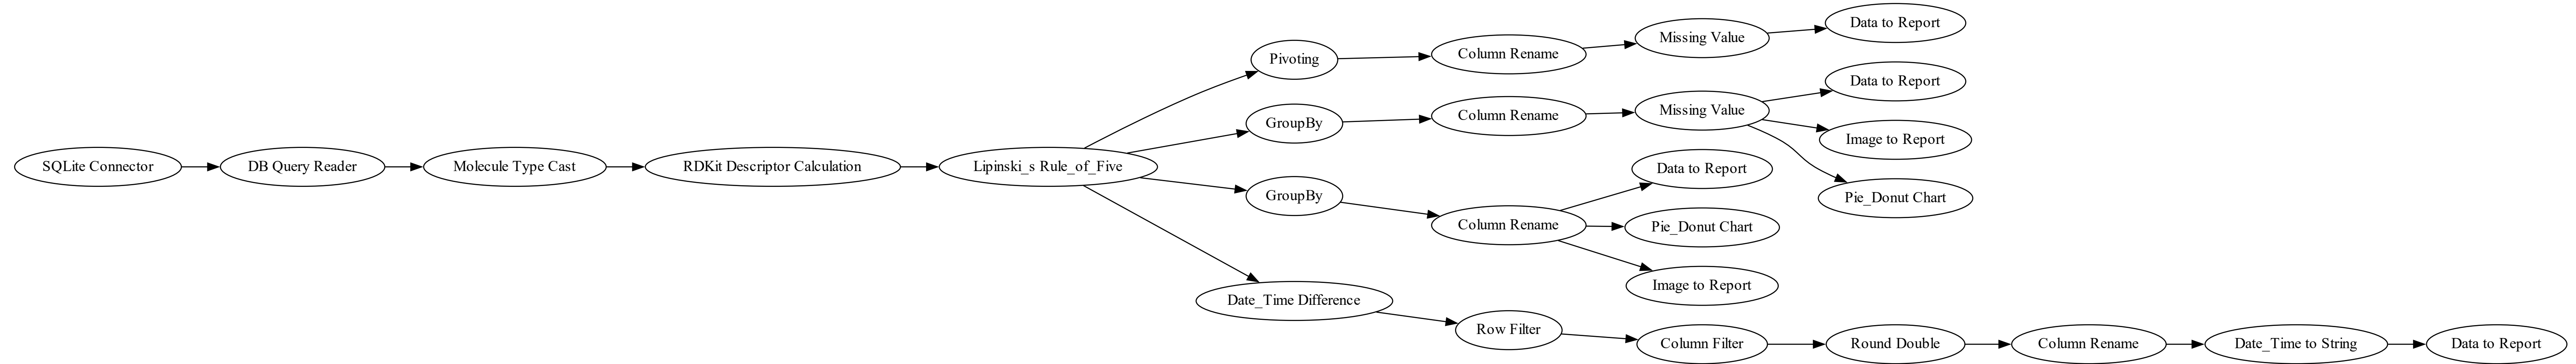 SQLite Connector
DB Query Reader
Molecule Type Cast
RDKit Descriptor Calculation
Lipinski_s Rule_of_Five
Pivoting
Column Rename
Missing Value
Data to Report
GroupBy
Column Rename
Missing Value
Data to Report
Image to Report
Pie_Donut Chart
GroupBy
Column Rename
Data to Report
Pie_Donut Chart
Image to Report
Date_Time Difference
Row Filter
Column Filter
Round Double
Column Rename
Date_Time to String
Data to Report